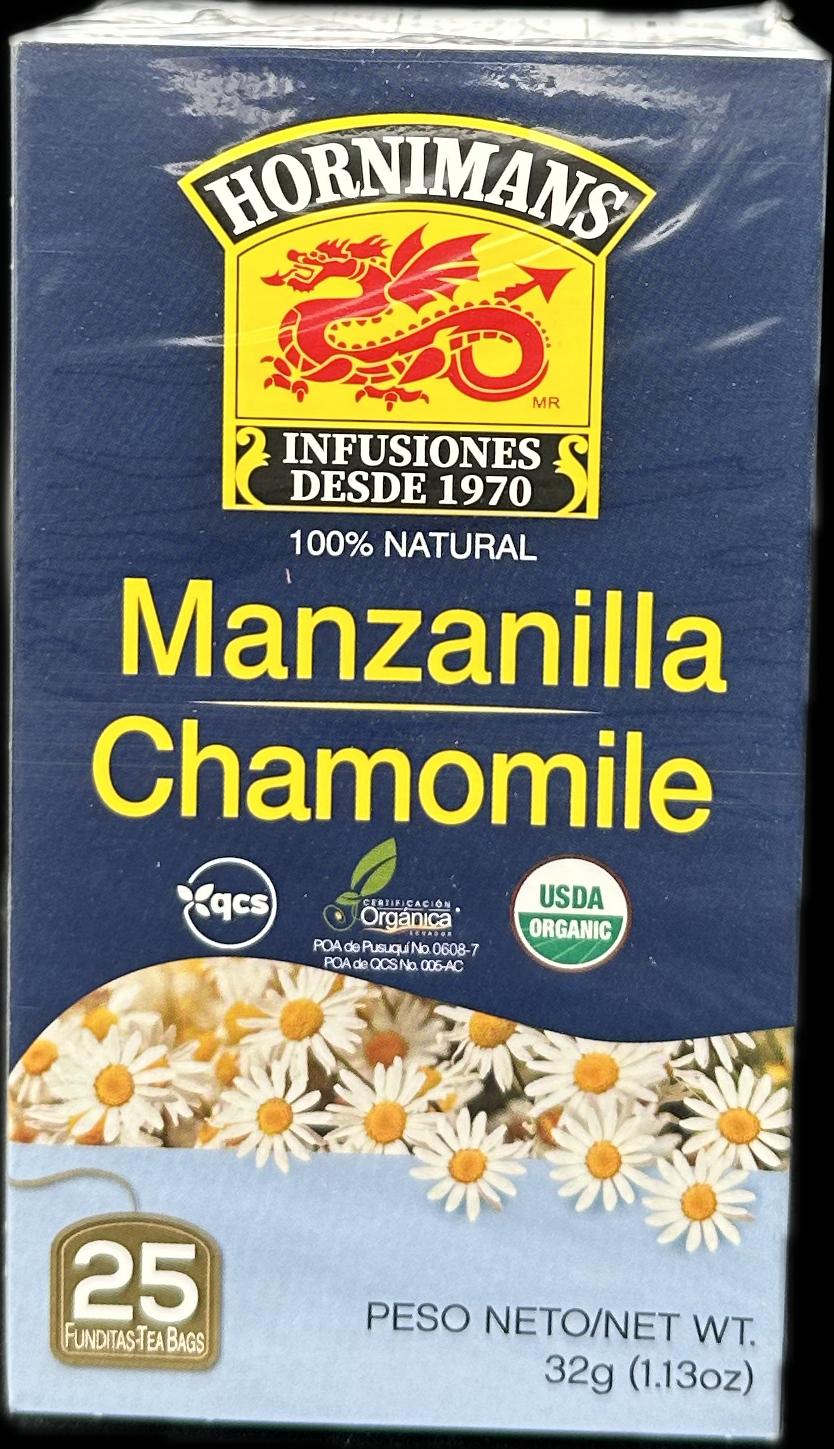 HORNIMANS
MR
INFUSIONES
DESDE 1970
100% NATURAL
Manzanilla
Chamomile
qcs
CERTIFICACIÓN
Orgánica
ECUADOR
POA de Pusuquí No. 0608-7
POA de QCS No. 005-AC
USDA
ORGANIC
25
FUNDITAS-TEA BAGS
PESO NETO/NET WT.
32g (1.13oz)